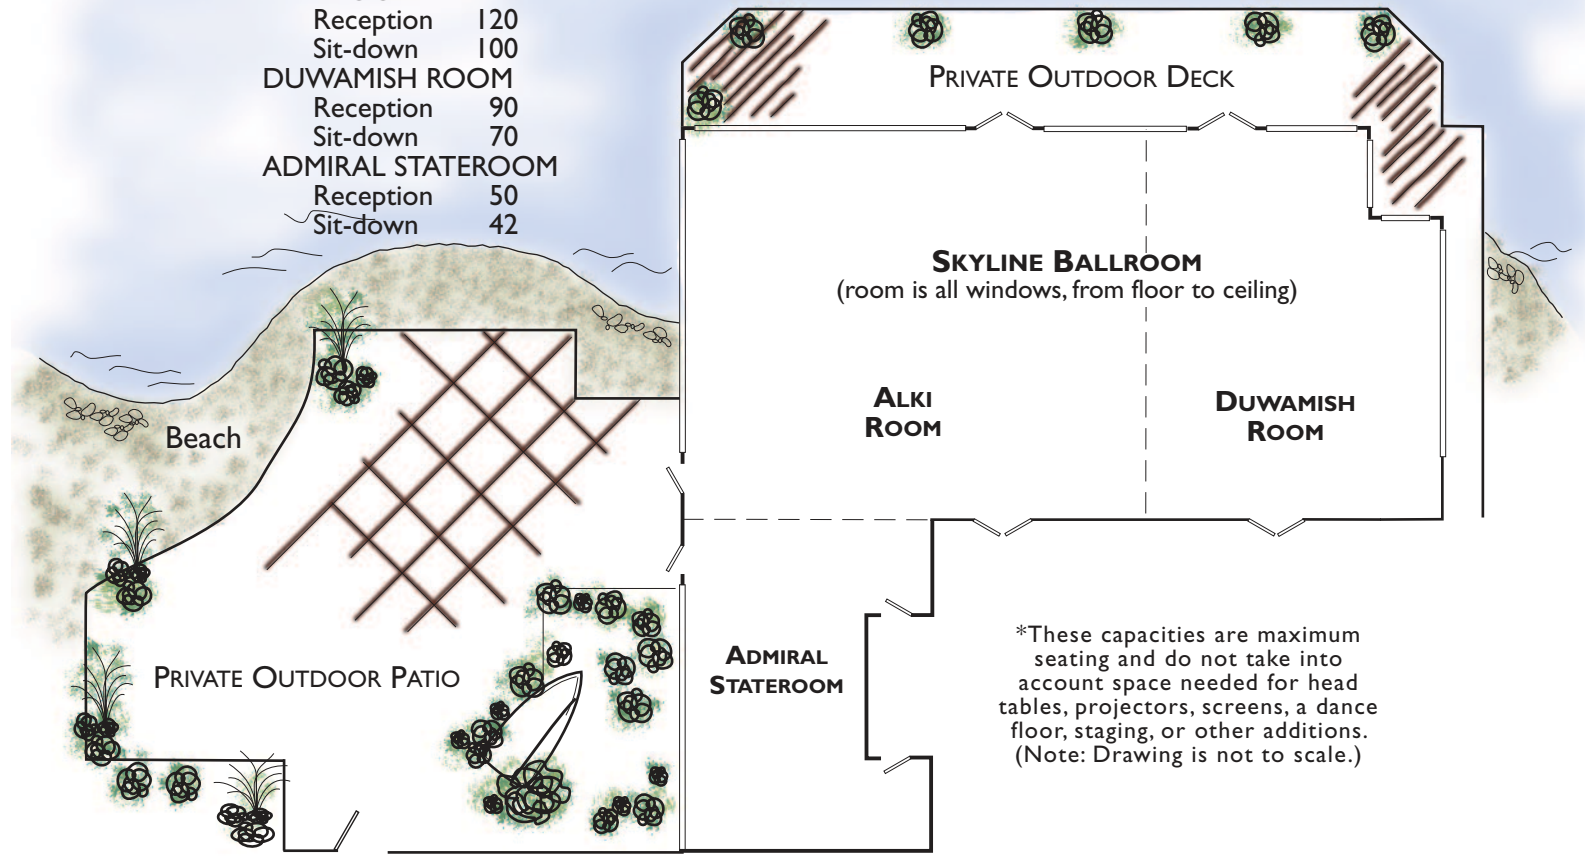 Reception 120
Sit-down 100
DUWAMISH ROOM
Reception 90
Sit-down 70
ADMIRAL STATEROOM
Reception 50
Sit-down 42
PRIVATE OUTDOOR DECK
SKYLINE BALLROOM
(room is all windows, from floor to ceiling)
ALKI
ROOM
DUWAMISH
ROOM
Beach
PRIVATE OUTDOOR PATIO
ADMIRAL
STATEROOM
*These capacities are maximum
seating and do not take into
account space needed for head
tables, projectors, screens, a dance
floor, staging, or other additions.
(Note: Drawing is not to scale.)